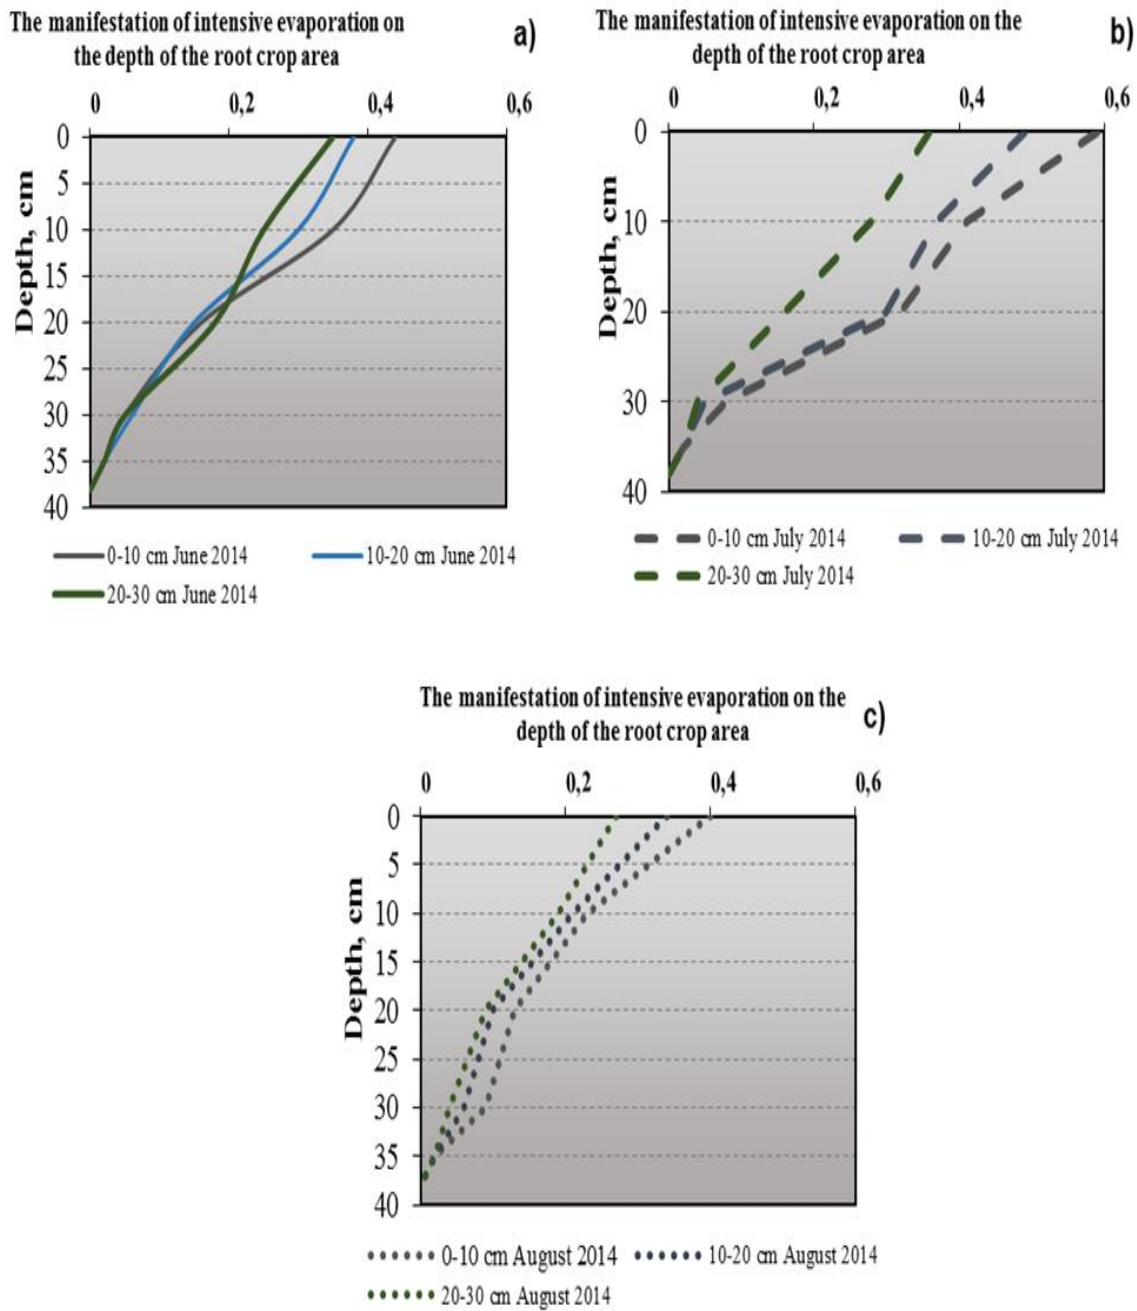 The manifestation of intensive evaporation on
the depth of the root crop area
a)
0 0,2 0,4 0,6
0
5
10
15
20
25
30
35
40
Depth, cm
0-10 cm June 2014
10-20 cm June 2014
20-30 cm June 2014
The manifestation of intensive evaporation on the
depth of the root crop area
b)
0 0,2 0,4 0,6
0
10
20
30
40
Depth, cm
0-10 cm July 2014
10-20 cm July 2014
20-30 cm July 2014
The manifestation of intensive evaporation on the
depth of the root crop area
c)
0 0,2 0,4 0,6
0
5
10
15
20
25
30
35
40
Depth, cm
0-10 cm August 2014
10-20 cm August 2014
20-30 cm August 2014